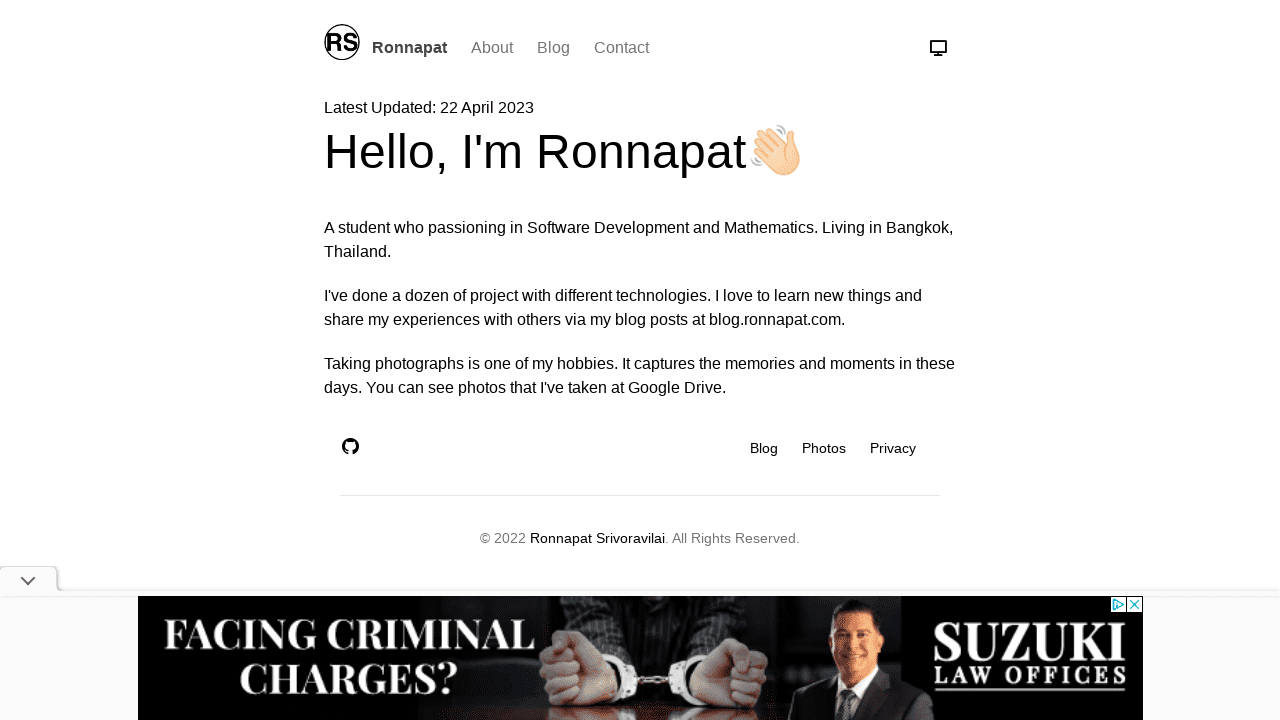 RS
Ronnapat About Blog Contact
Latest Updated: 22 April 2023
Hello, I'm Ronnapat👋🏻
A student who passioning in Software Development and Mathematics. Living in Bangkok,
Thailand.
I've done a dozen of project with different technologies. I love to learn new things and
share my experiences with others via my blog posts at blog.ronnapat.com.
Taking photographs is one of my hobbies. It captures the memories and moments in these
days. You can see photos that I've taken at Google Drive.
Blog Photos Privacy
© 2022 Ronnapat Srivoravilai. All Rights Reserved.
FACING CRIMINAL
CHARGES?
SUZUKI
LAW OFFICES